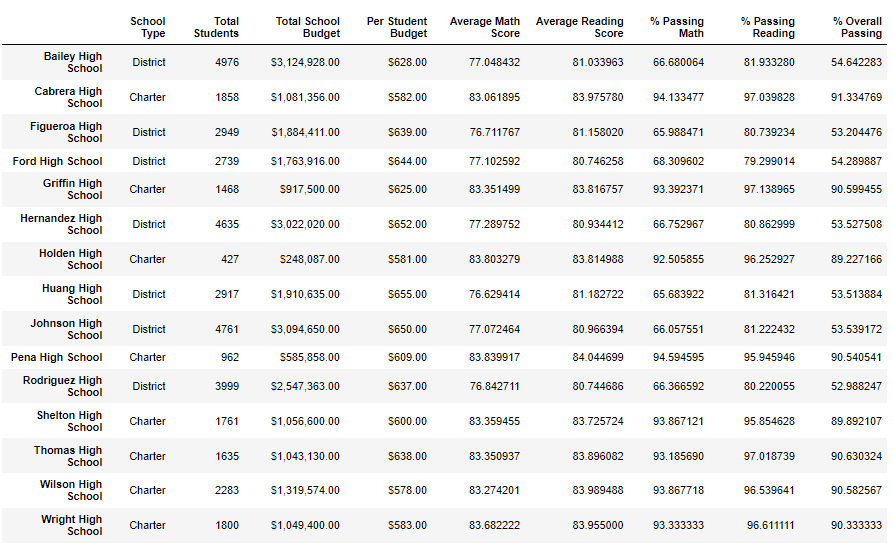 School Type Total Students Total School Budget Per Student Budget Average Math Score Average Reading Score % Passing Math % Passing Reading % Overall Passing
Bailey High School District 4976 $3,124,928.00 $628.00 77.048432 81.033963 66.680064 81.933280 54.642283
Cabrera High School Charter 1858 $1,081,356.00 $582.00 83.061895 83.975780 94.133477 97.039828 91.334769
Figueroa High School District 2949 $1,884,411.00 $639.00 76.711767 81.158020 65.988471 80.739234 53.204476
Ford High School District 2739 $1,763,916.00 $644.00 77.102592 80.746258 68.309602 79.299014 54.289887
Griffin High School Charter 1468 $917,500.00 $625.00 83.351499 83.816757 93.392371 97.138965 90.599455
Hernandez High School District 4635 $3,022,020.00 $652.00 77.289752 80.934412 66.752967 80.862999 53.527508
Holden High School Charter 427 $248,087.00 $581.00 83.803279 83.814988 92.505855 96.252927 89.227166
Huang High School District 2917 $1,910,635.00 $655.00 76.629414 81.182722 65.683922 81.316421 53.513884
Johnson High School District 4761 $3,094,650.00 $650.00 77.072464 80.966394 66.057551 81.222432 53.539172
Pena High School Charter 962 $585,858.00 $609.00 83.839917 84.044699 94.594595 95.945946 90.540541
Rodriguez High School District 3999 $2,547,363.00 $637.00 76.842711 80.744686 66.366592 80.220055 52.988247
Shelton High School Charter 1761 $1,056,600.00 $600.00 83.359455 83.725724 93.867121 95.854628 89.892107
Thomas High School Charter 1635 $1,043,130.00 $638.00 83.350937 83.896082 93.185690 97.018739 90.630324
Wilson High School Charter 2283 $1,319,574.00 $578.00 83.274201 83.989488 93.867718 96.539641 90.582567
Wright High School Charter 1800 $1,049,400.00 $583.00 83.682222 83.955000 93.333333 96.611111 90.333333